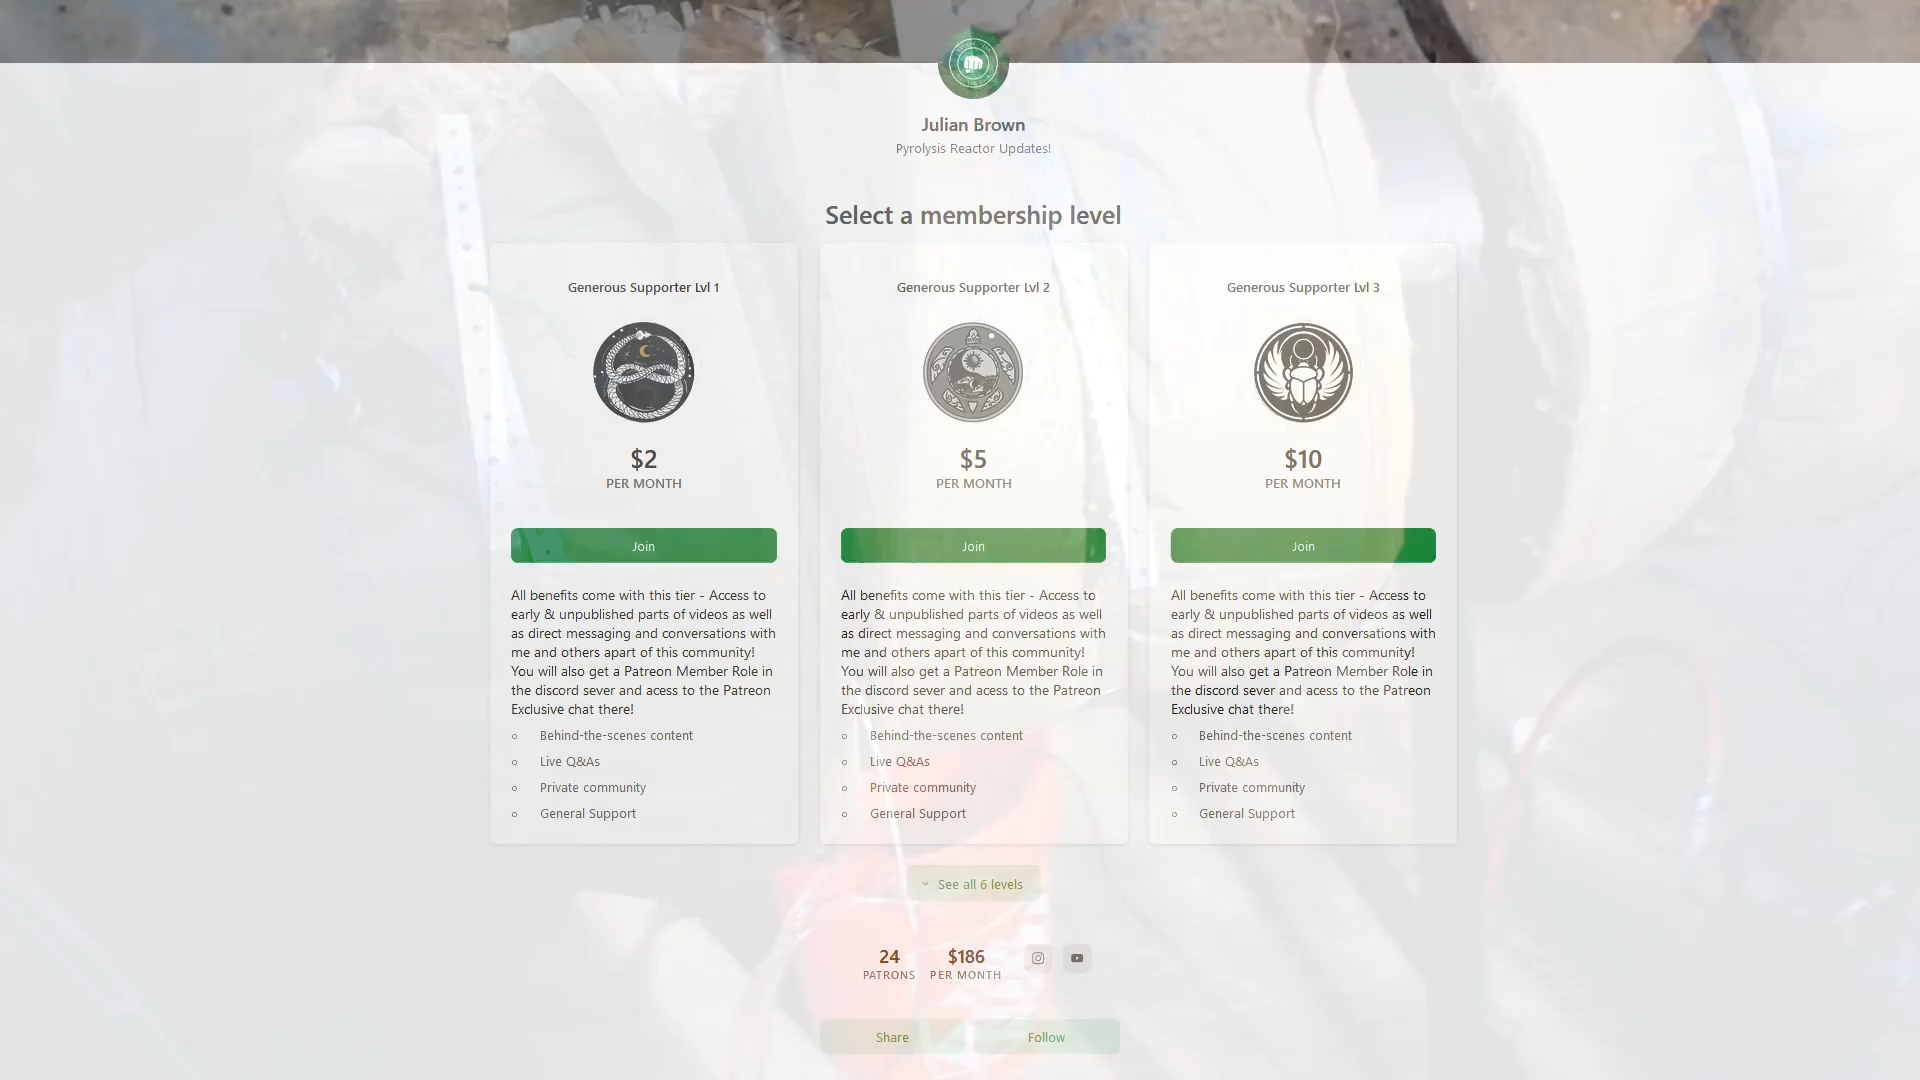 Julian Brown
Pyrolysis Reactor Updates!
Select a membership level
Generous Supporter Lvl 1
$2
PER MONTH
Join
All benefits come with this tier - Access to
early & unpublished parts of videos as well
as direct messaging and conversations with
me and others apart of this community!
You will also get a Patreon Member Role in
the discord sever and acess to the Patreon
Exclusive chat there!
Behind-the-scenes content
Live Q&As
Private community
General Support
Generous Supporter Lvl 2
$5
PER MONTH
Join
All benefits come with this tier - Access to
early & unpublished parts of videos as well
as direct messaging and conversations with
me and others apart of this community!
You will also get a Patreon Member Role in
the discord sever and acess to the Patreon
Exclusive chat there!
Behind-the-scenes content
Live Q&As
Private community
General Support
Generous Supporter Lvl 3
$10
PER MONTH
Join
All benefits come with this tier - Access to
early & unpublished parts of videos as well
as direct messaging and conversations with
me and others apart of this community!
You will also get a Patreon Member Role in
the discord sever and acess to the Patreon
Exclusive chat there!
Behind-the-scenes content
Live Q&As
Private community
General Support
See all 6 levels
24
PATRONS
$186
PER MONTH
Share
Follow